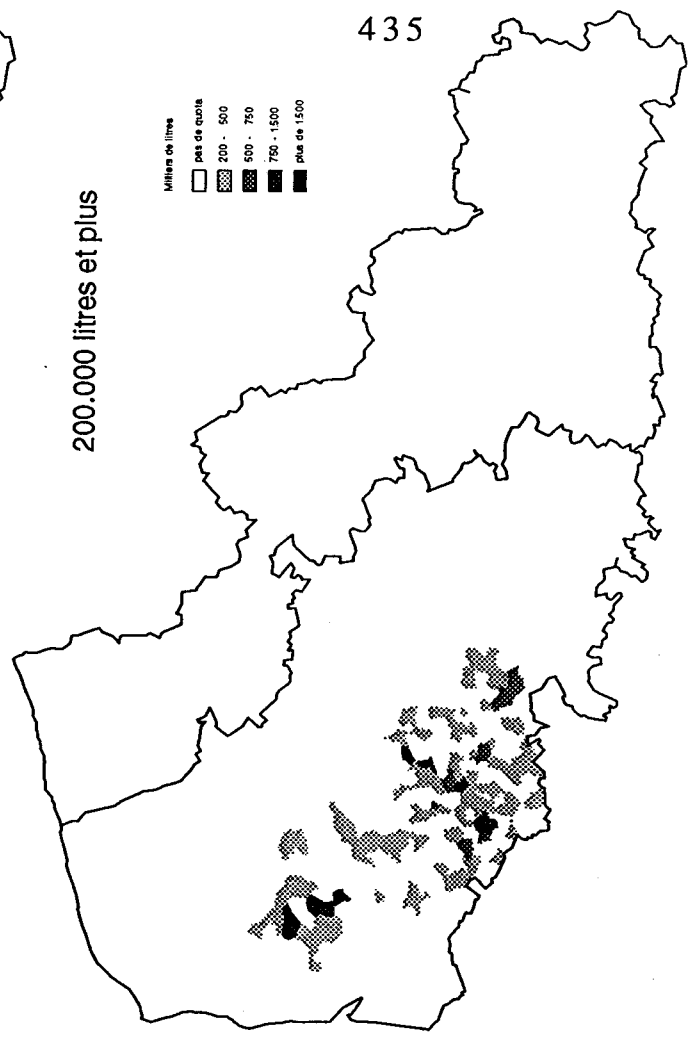 435
200.000 litres et plus
Milliers de litres
pas de quota
200 - 500
500 - 750
750 - 1500
plus de 1500